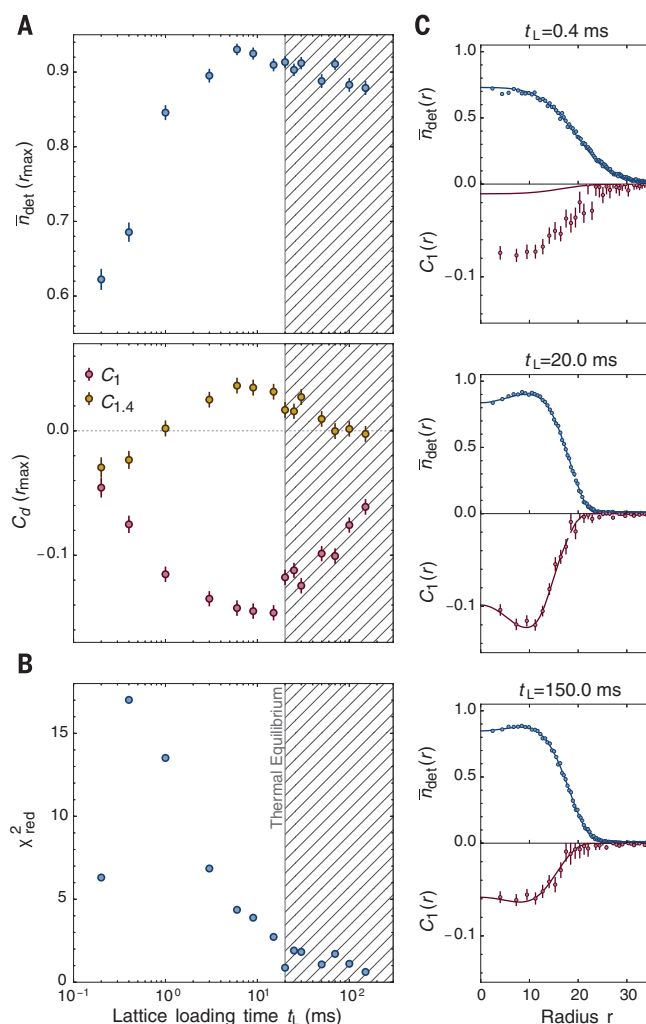 A
n̄det (rmax)
0.9
0.8
0.7
0.6
C1
C1.4
Cd (rmax)
0.0
−0.1
B
χ²red
15
10
5
0
Thermal Equilibrium
10⁻¹ 10⁰ 10¹ 10²
Lattice loading time tL (ms)
C
tL=0.4 ms
n̄det(r)
1.0
0.5
0.0
C1(r)
−0.1
tL=20.0 ms
n̄det(r)
1.0
0.5
0.0
C1(r)
−0.1
tL=150.0 ms
n̄det(r)
1.0
0.5
0.0
C1(r)
−0.1
0 10 20 30
Radius r